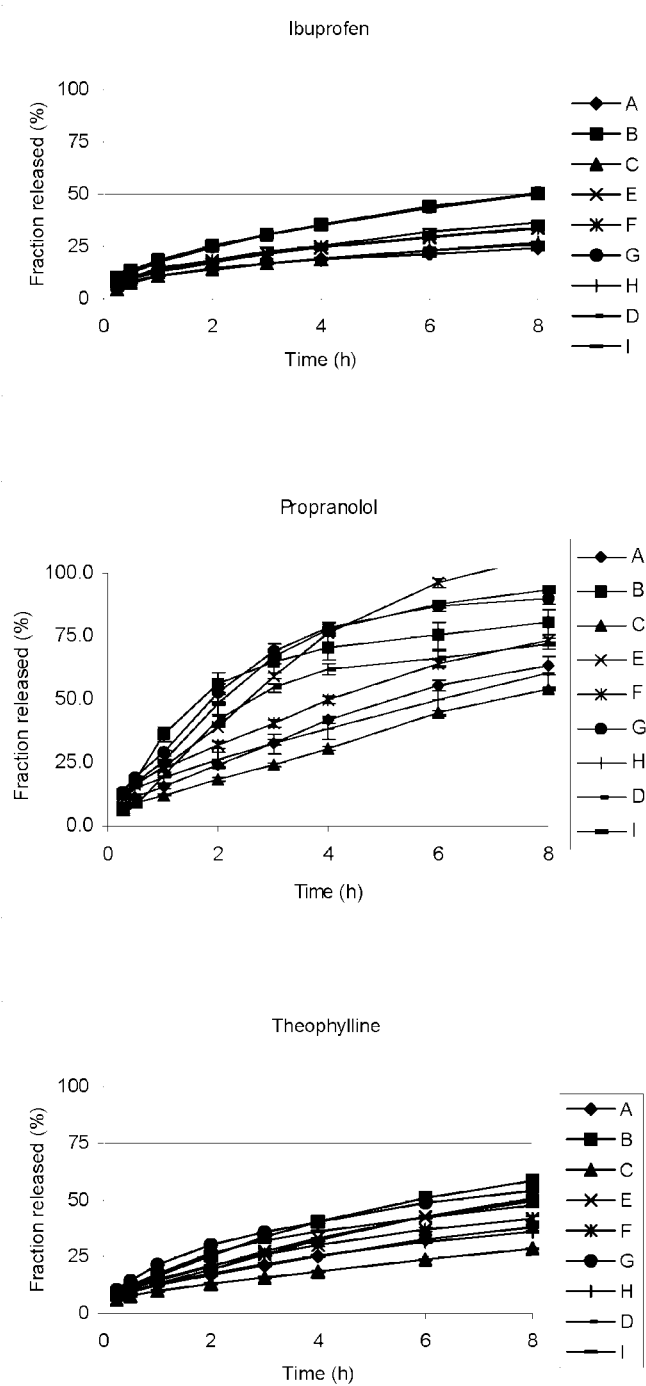 Ibuprofen
Fraction released (%)
100
75
50
25
0
0 2 4 6 8
Time (h)
A
B
C
E
F
G
H
D
I
Propranolol
Fraction released (%)
100.0
75.0
50.0
25.0
0.0
0 2 4 6 8
Time (h)
A
B
C
E
F
G
H
D
I
Theophylline
Fraction released (%)
100
75
50
25
0
0 2 4 6 8
Time (h)
A
B
C
E
F
G
H
D
I